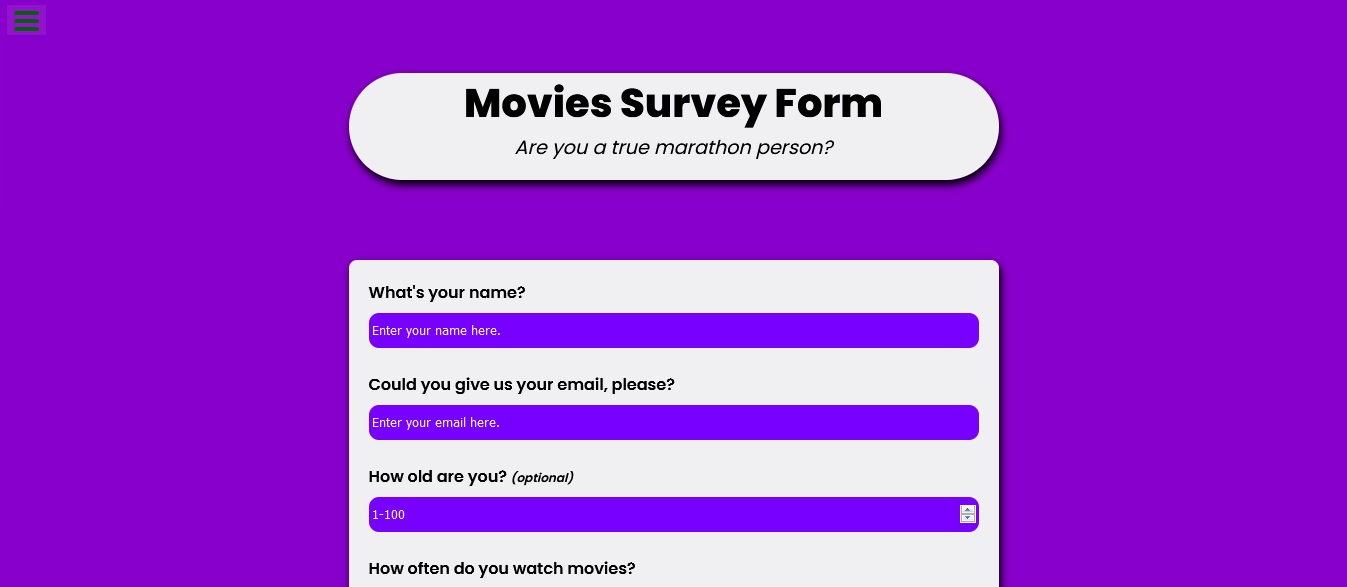 Movies Survey Form
Are you a true marathon person?
What's your name?
Enter your name here.
Could you give us your email, please?
Enter your email here.
How old are you? (optional)
1-100
How often do you watch movies?